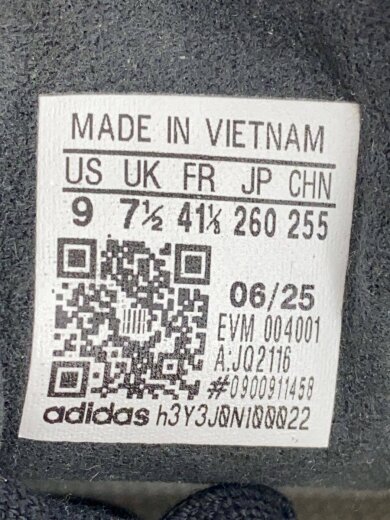 MADE IN VIETNAM
US UK FR JP CHN
9 7½ 41⅓ 260 255
06/25
EVM 004001
A:JQ2116
#0900911458
adidas h3Y3J0N100022